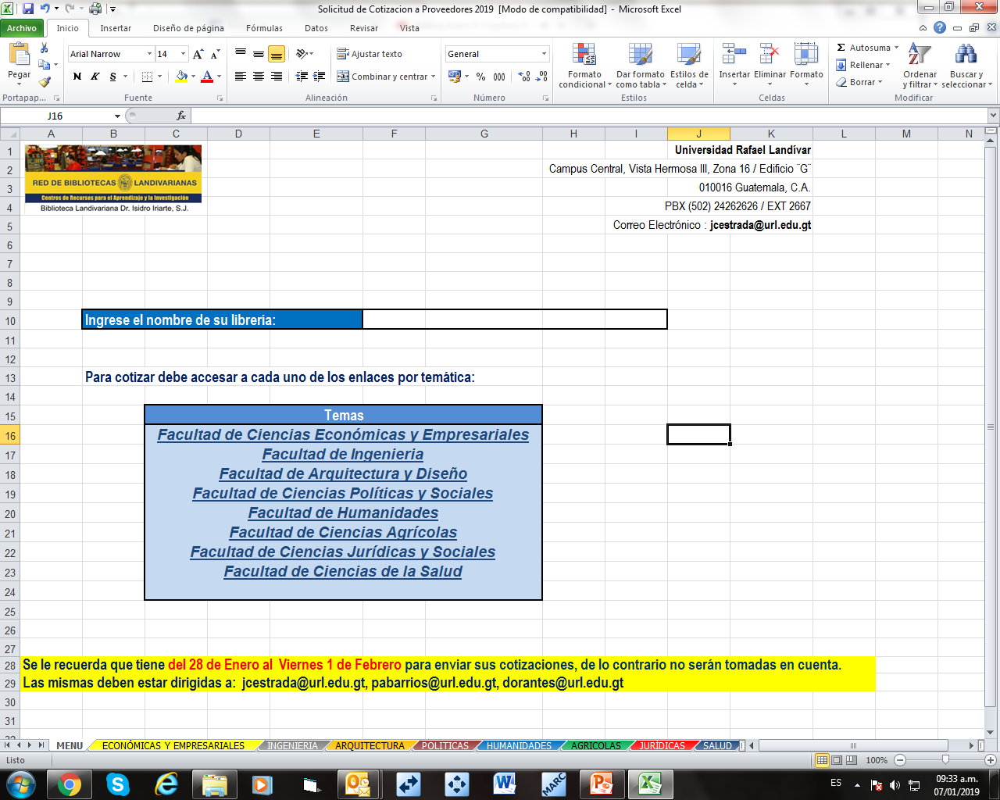 Solicitud de Cotizacion a Proveedores 2019 [Modo de compatibilidad] - Microsoft Excel
Archivo Inicio Insertar Diseño de página Fórmulas Datos Revisar Vista
Pegar
Arial Narrow 14
N K S
Ajustar texto
Combinar y centrar
General
% 000
Formato condicional
Dar formato como tabla
Estilos de celda
Insertar Eliminar Formato
Autosuma
Rellenar
Borrar
Ordenar y filtrar
Buscar y seleccionar
Portapap... Fuente Alineación Número Estilos Celdas Modificar
J16 fx
A B C D E F G H I J K L M N
1
2
3
4
5
6
7
8
9
10
11
12
13
14
15
16
17
18
19
20
21
22
23
24
25
26
27
28
29
30
31
32
RED DE BIBLIOTECAS LANDIVARIANAS
Centros de Recursos para el Aprendizaje y la Investigación
Biblioteca Landivariana Dr. Isidro Iriarte, S.J.
Universidad Rafael Landívar
Campus Central, Vista Hermosa III, Zona 16 / Edificio ¨G¨
010016 Guatemala, C.A.
PBX (502) 24262626 / EXT 2667
Correo Electrónico : jcestrada@url.edu.gt
Ingrese el nombre de su librería:
Para cotizar debe accesar a cada uno de los enlaces por temática:
Temas
Facultad de Ciencias Económicas y Empresariales
Facultad de Ingenieria
Facultad de Arquitectura y Diseño
Facultad de Ciencias Políticas y Sociales
Facultad de Humanidades
Facultad de Ciencias Agrícolas
Facultad de Ciencias Jurídicas y Sociales
Facultad de Ciencias de la Salud
Se le recuerda que tiene del 28 de Enero al Viernes 1 de Febrero para enviar sus cotizaciones, de lo contrario no serán tomadas en cuenta.
Las mismas deben estar dirigidas a: jcestrada@url.edu.gt, pabarrios@url.edu.gt, dorantes@url.edu.gt
MENU ECONÓMICAS Y EMPRESARIALES INGENIERIA ARQUITECTURA POLITICAS HUMANIDADES AGRICOLAS JURÍDICAS SALUD
Listo 100%
MARC
ES 09:33 a.m.
07/01/2019